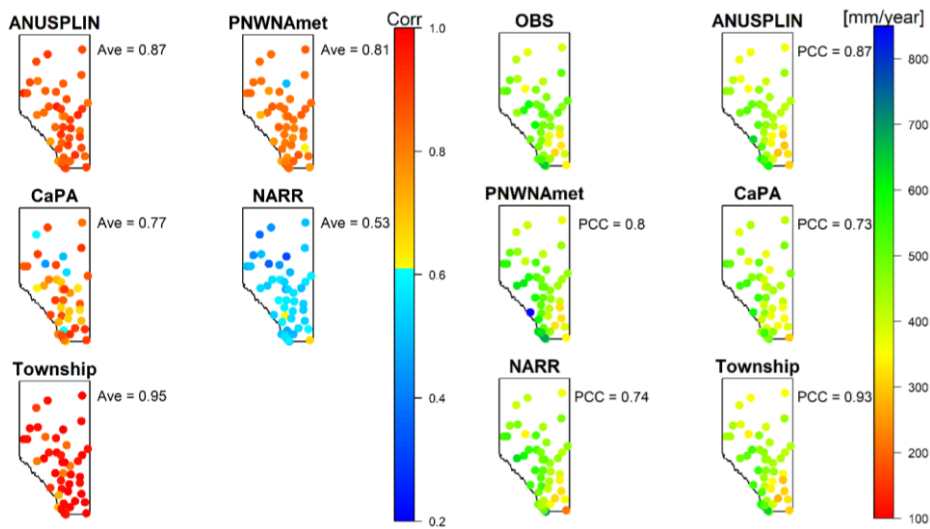 ANUSPLIN
Ave = 0.87
PNWNAmet
Ave = 0.81
CaPA
Ave = 0.77
NARR
Ave = 0.53
Township
Ave = 0.95
Corr
1.0
0.8
0.6
0.4
0.2
OBS
ANUSPLIN
PCC = 0.87
PNWNAmet
PCC = 0.8
CaPA
PCC = 0.73
NARR
PCC = 0.74
Township
PCC = 0.93
[mm/year]
800
700
600
500
400
300
200
100